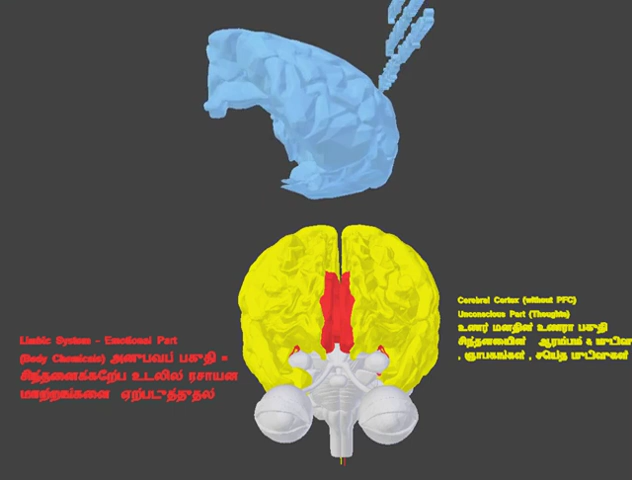 Cerebral Cortex (without PFC)
Unconscious Part (Thoughts)
உணர் மனதின் உணரா பகுதி
சிந்தனையின் ஆரம்பம் & முடிவு
, ஞாபகங்கள் , செய்த முடிவுகள்
Limbic System - Emotional Part
(Body Chemicals) அனுபவப் பகுதி =
சிந்தனைக்கேற்ப உடலில் ரசாயன
மாற்றங்களை ஏற்படுத்துதல்